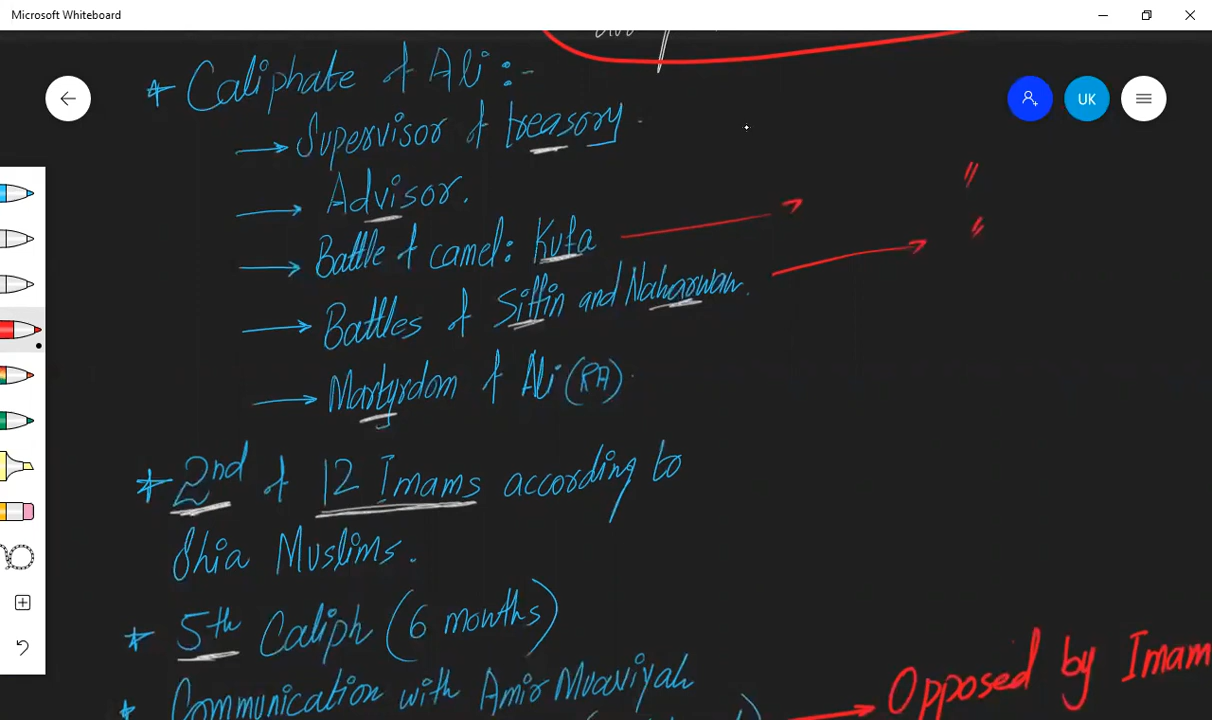 Microsoft Whiteboard
* Caliphate of Ali :-
→ Supervisor of treasory.
→ Advisor.
→ Battle of camel: Kufa → "
→ Battles of Siffin and Naharwan. → "
→ Martyrdom of Ali (RA).
* 2nd of 12 Imams according to
Shia Muslims.
* 5th Caliph (6 months)
* Communication with Amir Muaviyah
→ Opposed by Imam
UK